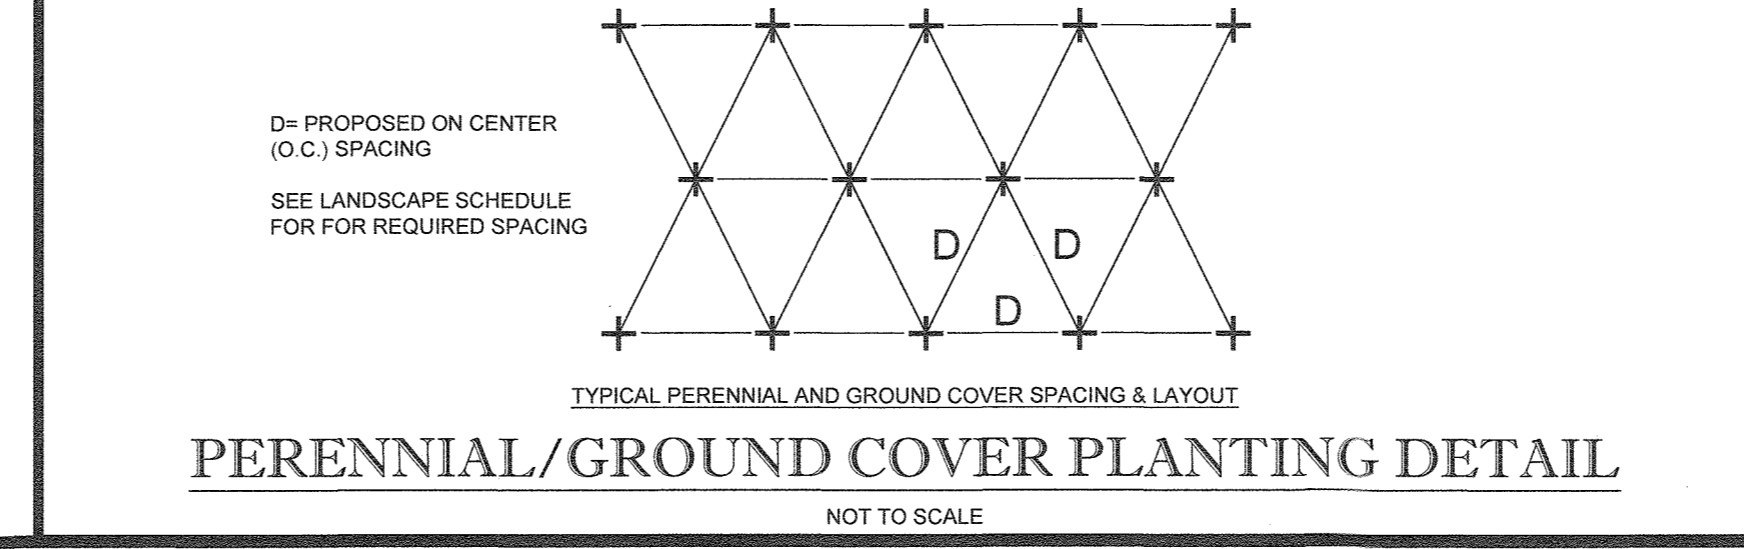 D= PROPOSED ON CENTER
(O.C.) SPACING
SEE LANDSCAPE SCHEDULE
FOR FOR REQUIRED SPACING
D
D
D
TYPICAL PERENNIAL AND GROUND COVER SPACING & LAYOUT
PERENNIAL/GROUND COVER PLANTING DETAIL
NOT TO SCALE